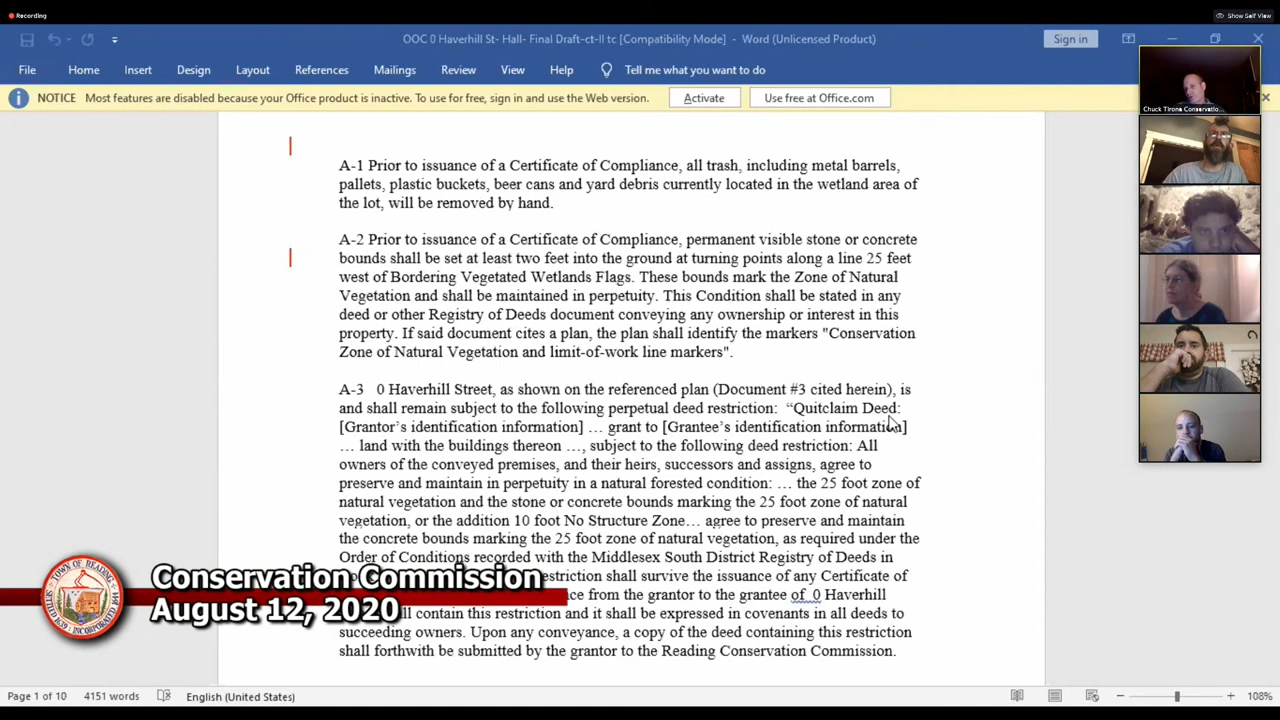 Recording
Show Self View
OOC 0 Haverhill St- Hall- Final Draft-ct-II tc [Compatibility Mode] - Word (Unlicensed Product)
Sign in
File Home Insert Design Layout References Mailings Review View Help Tell me what you want to do
NOTICE Most features are disabled because your Office product is inactive. To use for free, sign in and use the Web version. Activate Use free at Office.com
Chuck Tirone Conservatio...
A-1 Prior to issuance of a Certificate of Compliance, all trash, including metal barrels,
pallets, plastic buckets, beer cans and yard debris currently located in the wetland area of
the lot, will be removed by hand.
A-2 Prior to issuance of a Certificate of Compliance, permanent visible stone or concrete
bounds shall be set at least two feet into the ground at turning points along a line 25 feet
west of Bordering Vegetated Wetlands Flags. These bounds mark the Zone of Natural
Vegetation and shall be maintained in perpetuity. This Condition shall be stated in any
deed or other Registry of Deeds document conveying any ownership or interest in this
property. If said document cites a plan, the plan shall identify the markers "Conservation
Zone of Natural Vegetation and limit-of-work line markers".
A-3 0 Haverhill Street, as shown on the referenced plan (Document #3 cited herein), is
and shall remain subject to the following perpetual deed restriction: “Quitclaim Deed:
[Grantor’s identification information] … grant to [Grantee’s identification information]
… land with the buildings thereon …, subject to the following deed restriction: All
owners of the conveyed premises, and their heirs, successors and assigns, agree to
preserve and maintain in perpetuity in a natural forested condition: … the 25 foot zone of
natural vegetation and the stone or concrete bounds marking the 25 foot zone of natural
vegetation, or the addition 10 foot No Structure Zone… agree to preserve and maintain
the concrete bounds marking the 25 foot zone of natural vegetation, as required under the
Order of Conditions recorded with the Middlesex South District Registry of Deeds in
restriction shall survive the issuance of any Certificate of
from the grantor to the grantee of 0 Haverhill
contain this restriction and it shall be expressed in covenants in all deeds to
succeeding owners. Upon any conveyance, a copy of the deed containing this restriction
shall forthwith be submitted by the grantor to the Reading Conservation Commission.
TOWN OF READING
SETTLED 1639 INCORPORATED
Conservation Commission
August 12, 2020
Page 1 of 10 4151 words English (United States) 108%